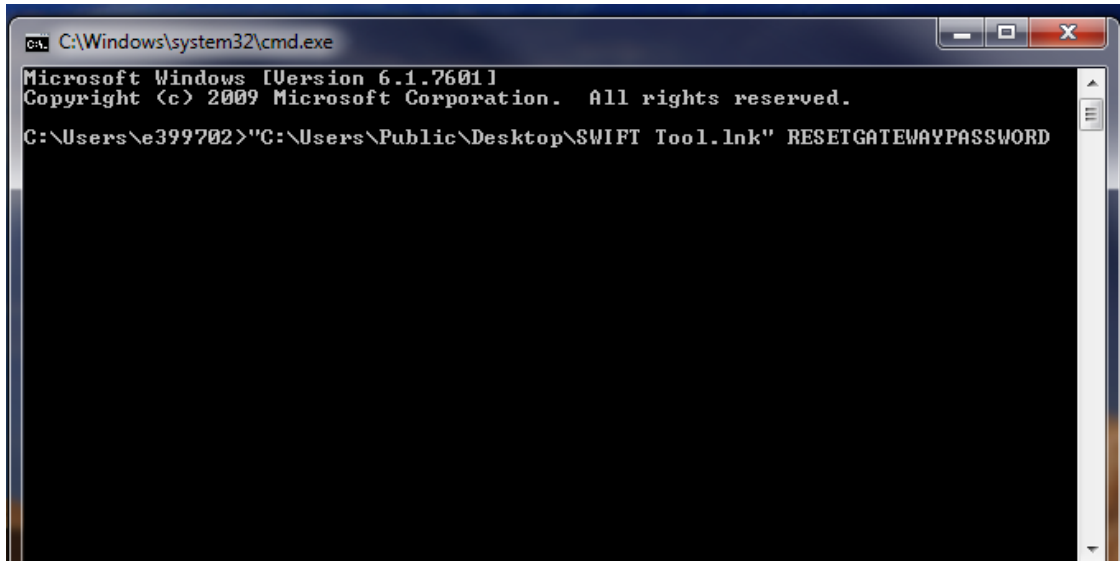 C:\Windows\system32\cmd.exe
Microsoft Windows [Version 6.1.7601]
Copyright (c) 2009 Microsoft Corporation.  All rights reserved.
C:\Users\e399702>"C:\Users\Public\Desktop\SWIFT Tool.lnk" RESETGATEWAYPASSWORD